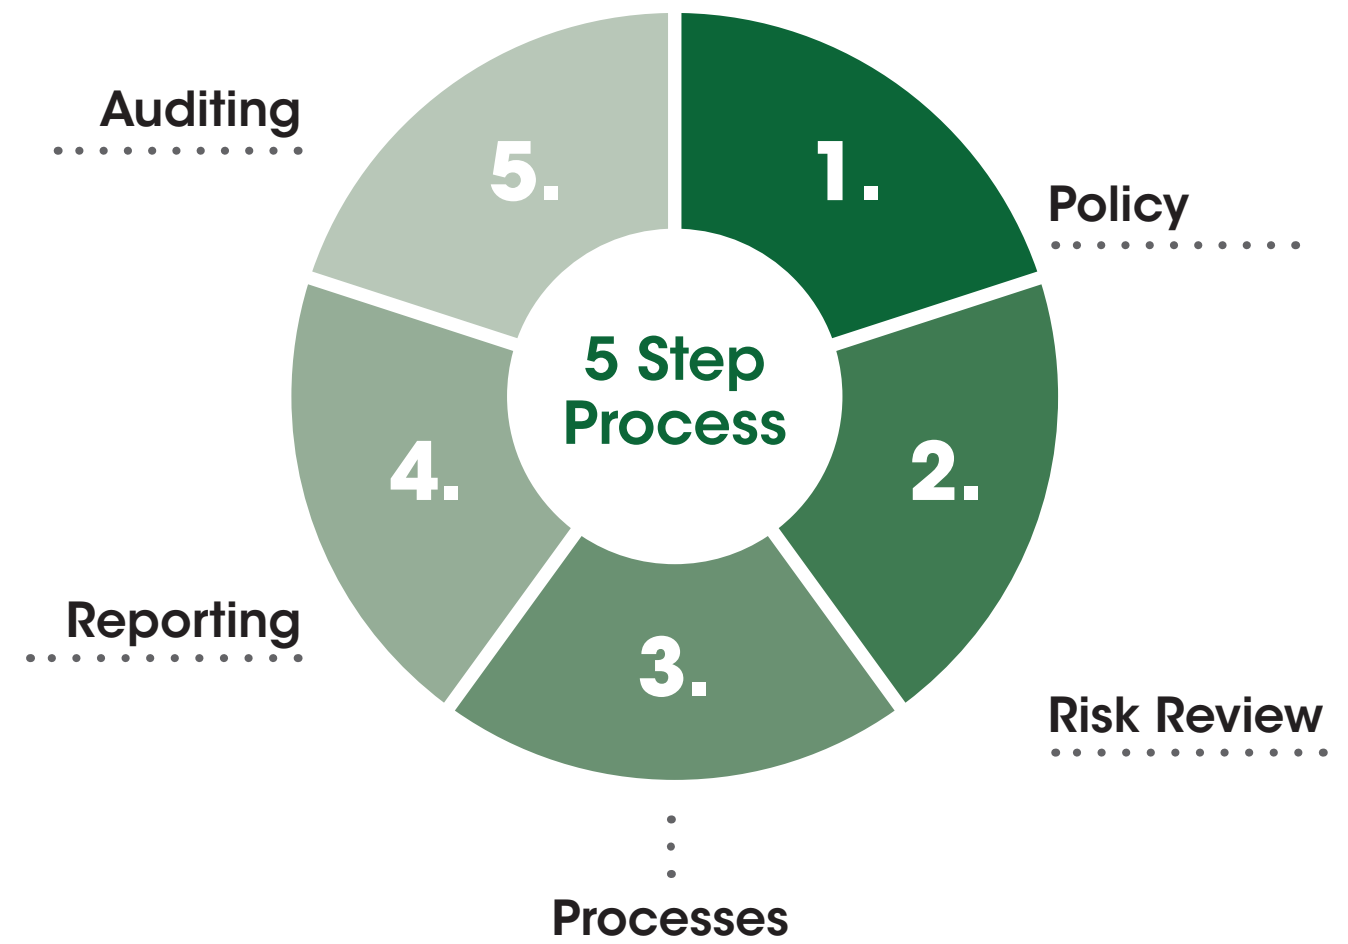 5 Step
Process
1.
Policy
2.
Risk Review
3.
Processes
4.
Reporting
5.
Auditing